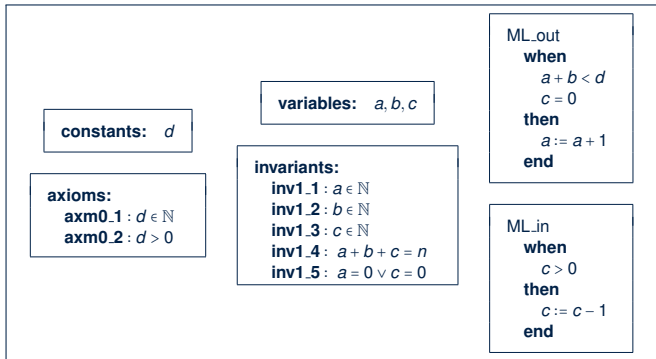 constants: d
axioms:
axm0_1 : d ∈ ℕ
axm0_2 : d > 0
variables: a, b, c
invariants:
inv1_1 : a ∈ ℕ
inv1_2 : b ∈ ℕ
inv1_3 : c ∈ ℕ
inv1_4 : a + b + c = n
inv1_5 : a = 0 ∨ c = 0
ML_out
when
a + b < d
c = 0
then
a := a + 1
end
ML_in
when
c > 0
then
c := c − 1
end